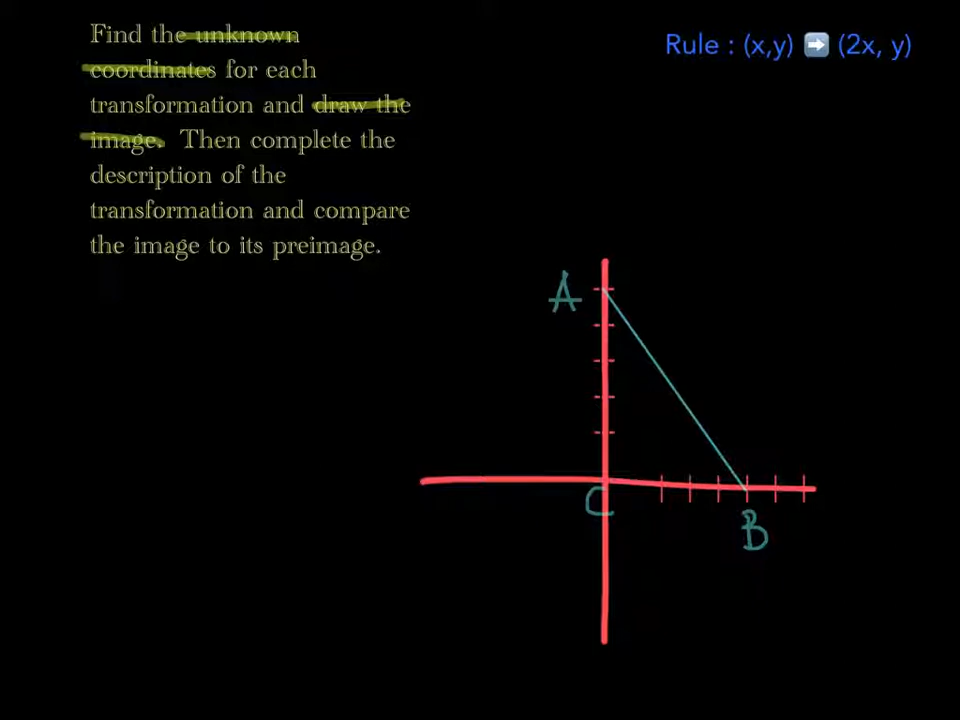 Find the unknown
coordinates for each
transformation and draw the
image. Then complete the
description of the
transformation and compare
the image to its preimage.
Rule : (x,y) ➡️ (2x, y)
A
C
B